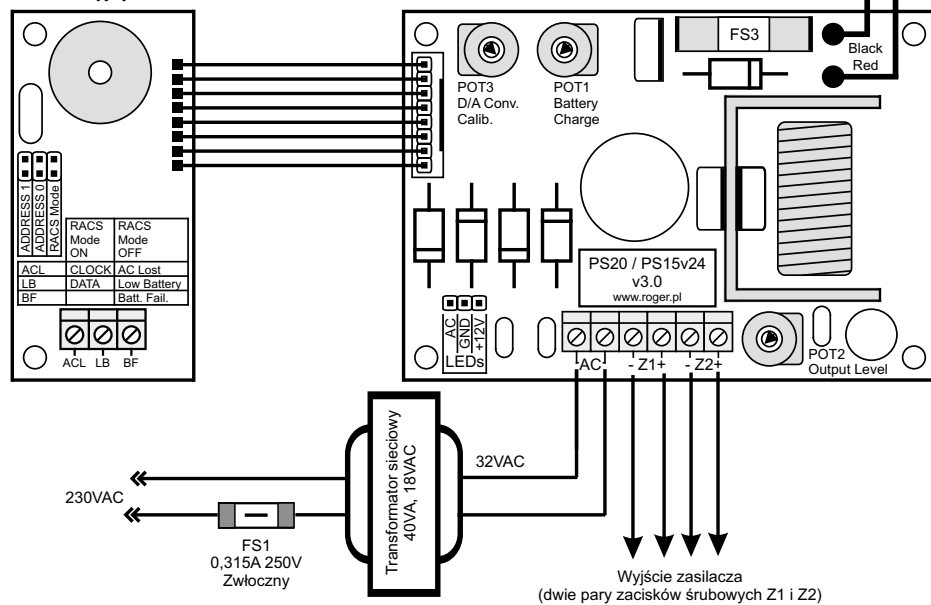 FS3
Black
Red
POT3
D/A Conv.
Calib.
POT1
Battery
Charge
ADDRESS 1
ADDRESS 0
RACS Mode
RACS
Mode
ON
RACS
Mode
OFF
ACL
CLOCK
AC Lost
LB
DATA
Low Battery
BF
Batt. Fail.
ACL LB BF
PS20 / PS15v24
v3.0
www.roger.pl
AC
GND
+12V
LEDs
AC
- Z1+
- Z2+
POT2
Output Level
Transformator sieciowy
40VA, 18VAC
32VAC
230VAC
FS1
0,315A 250V
Zwłoczny
Wyjście zasilacza
(dwie pary zacisków śrubowych Z1 i Z2)